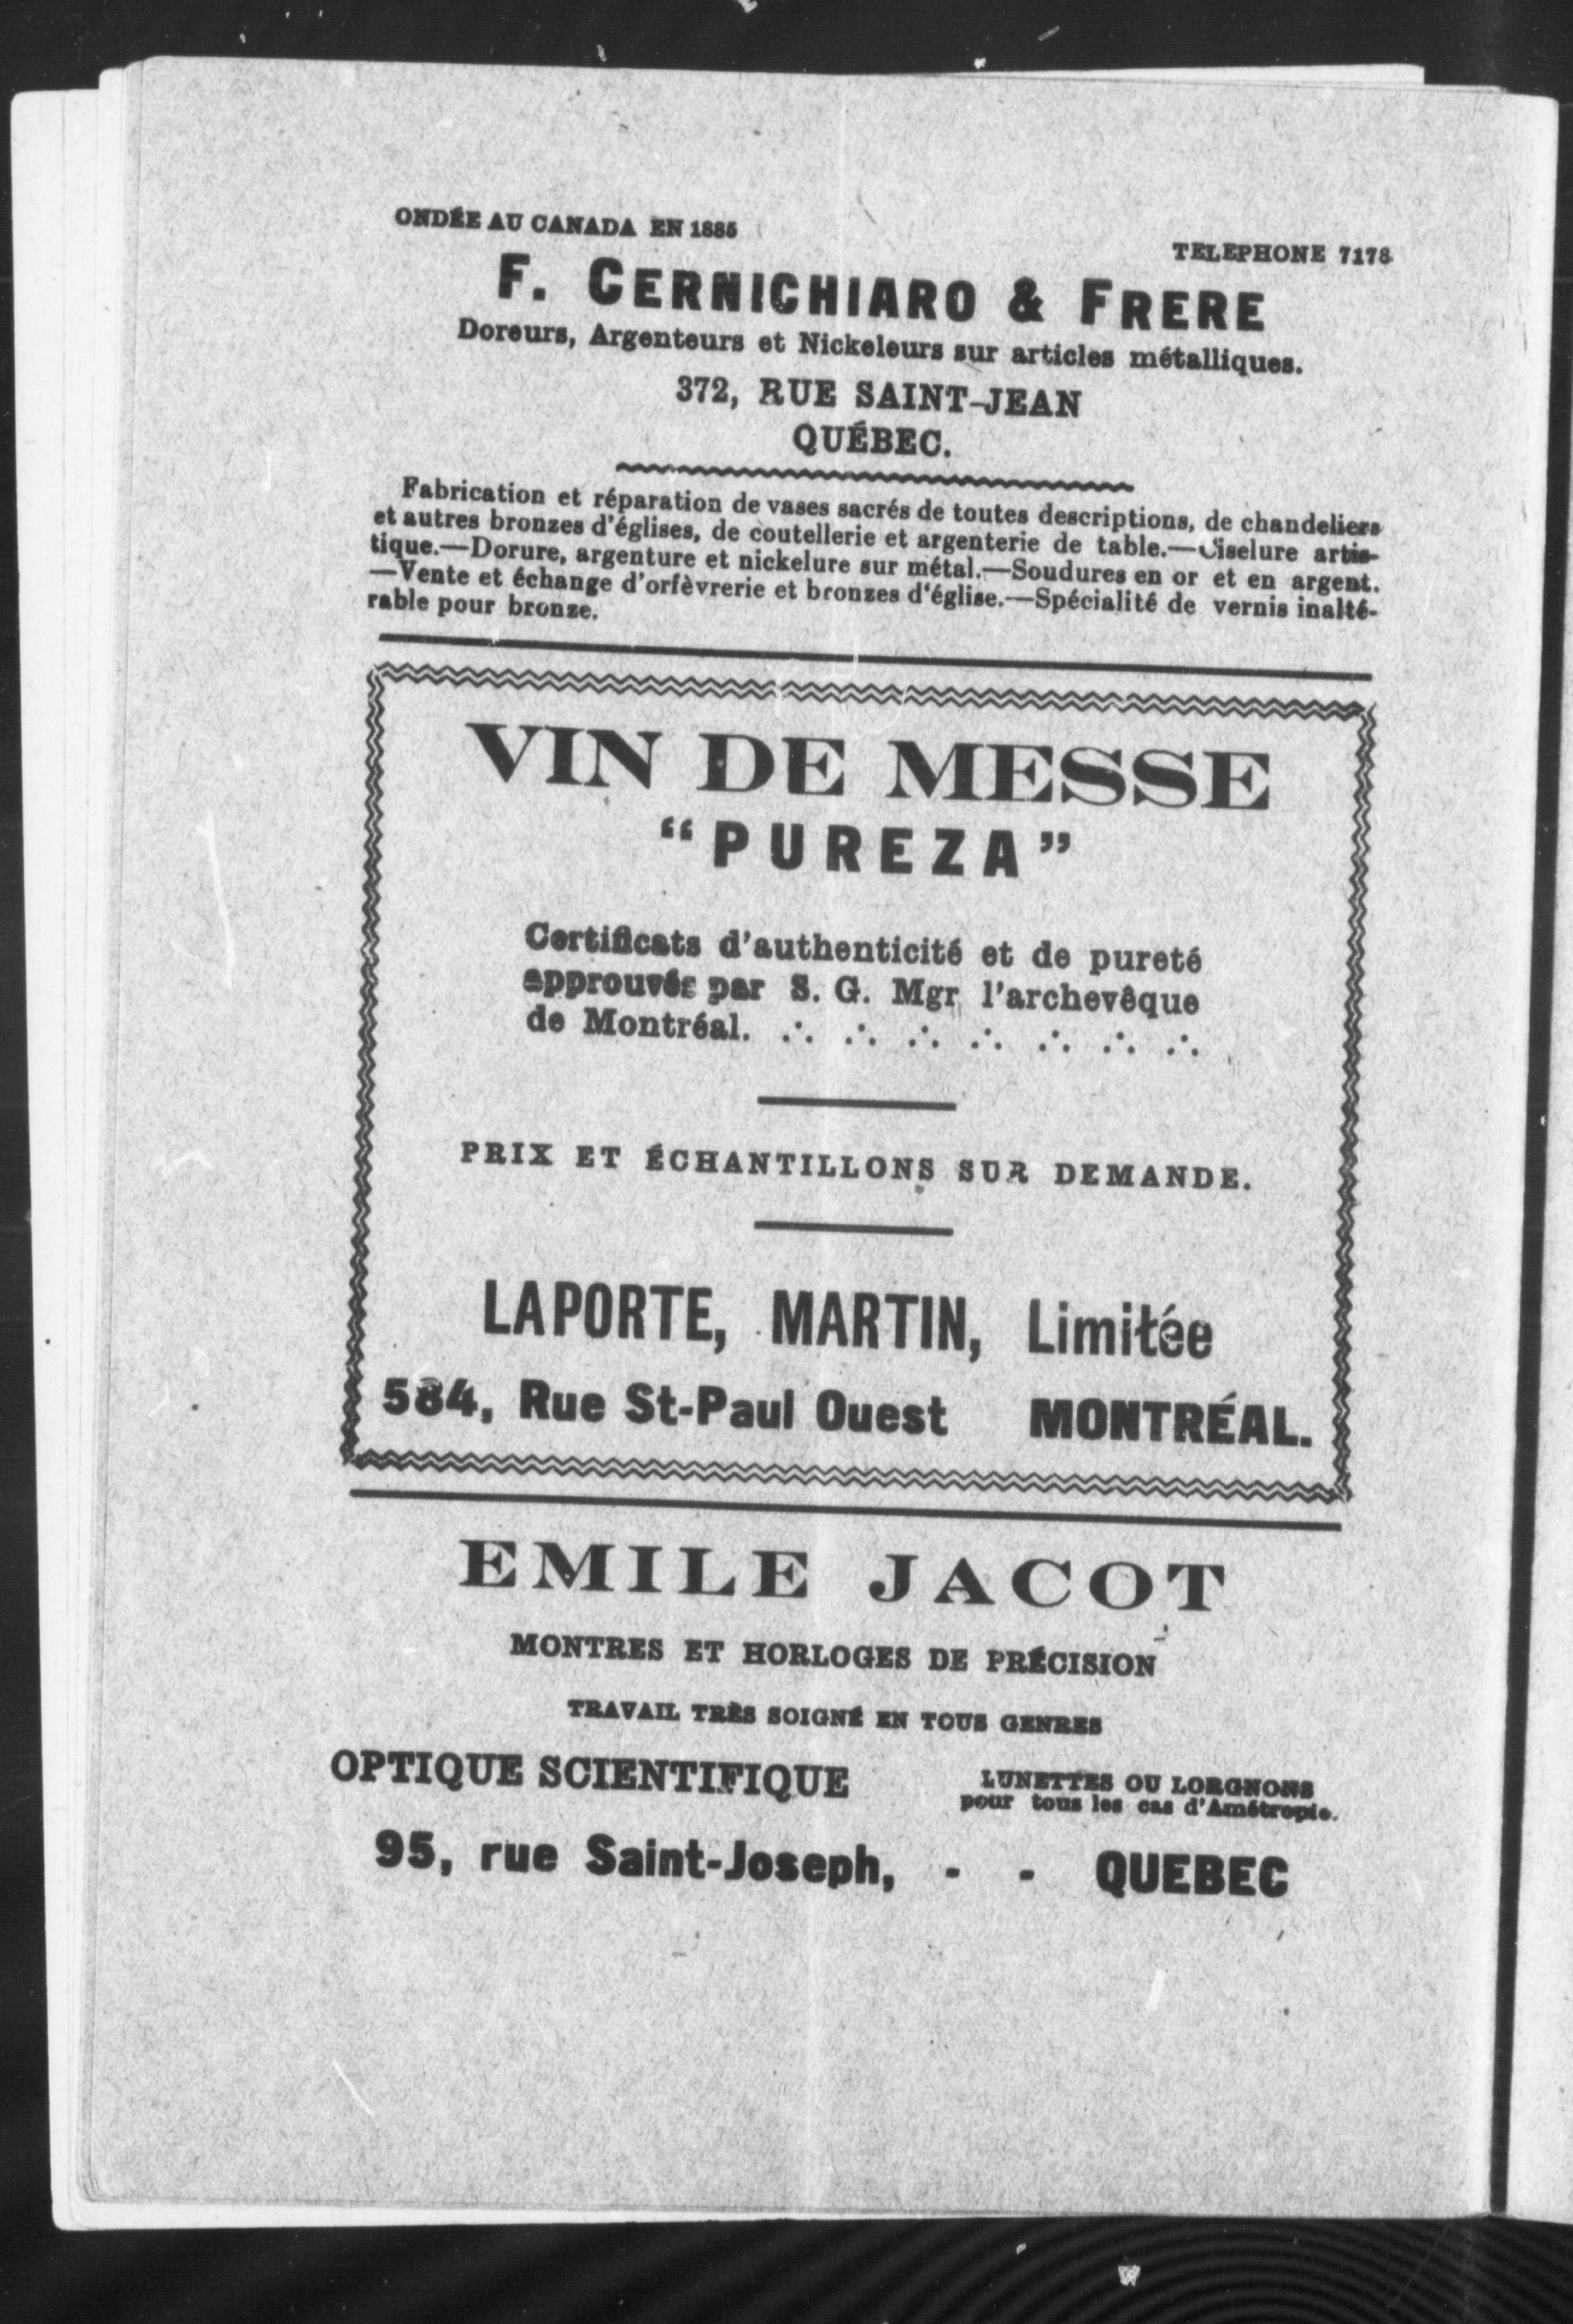 ONDÉE AU CANADA EN 1885
TELEPHONE 7178
F. CERNICHIARO & FRERE
Doreurs, Argenteurs et Nickeleurs sur articles métalliques.
372, RUE SAINT-JEAN
QUÉBEC.
Fabrication et réparation de vases sacrés de toutes descriptions, de chandeliers
et autres bronzes d'églises, de coutellerie et argenterie de table.—Ciselure artis-
tique.—Dorure, argenture et nickelure sur métal.—Soudures en or et en argent.
—Vente et échange d'orfèvrerie et bronzes d'église.—Spécialité de vernis inalté-
rable pour bronze.
VIN DE MESSE
"PUREZA"
Certificats d'authenticité et de pureté
approuvés par S. G. Mgr l'archevêque
de Montréal. ∴ ∴ ∴ ∴ ∴ ∴ ∴
PRIX ET ÉCHANTILLONS SUR DEMANDE.
LAPORTE, MARTIN, Limitée
584, Rue St-Paul Ouest MONTRÉAL.
EMILE JACOT
MONTRES ET HORLOGES DE PRÉCISION
TRAVAIL TRÈS SOIGNÉ EN TOUS GENRES
OPTIQUE SCIENTIFIQUE
LUNETTES OU LORGNONS
pour tous les cas d'Amétropie.
95, rue Saint-Joseph, - - QUEBEC